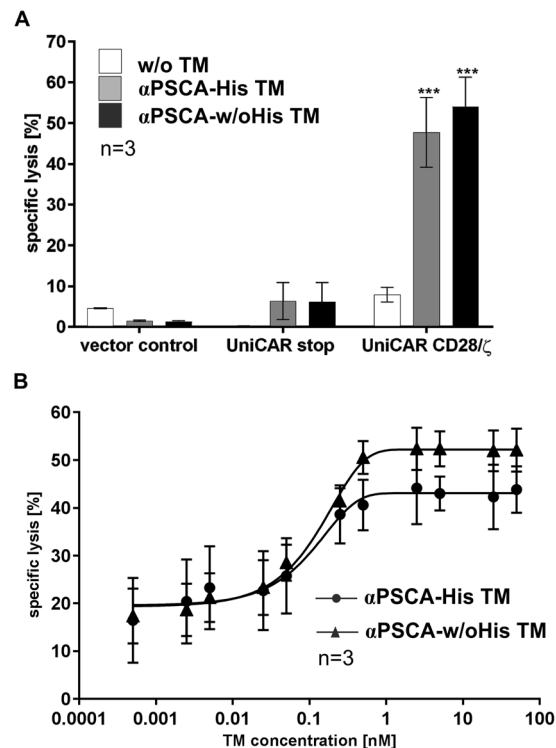 A
specific lysis [%]
70
60
50
40
30
20
10
0
w/o TM
αPSCA-His TM
αPSCA-w/oHis TM
n=3
***
***
vector control
UniCAR stop
UniCAR CD28/ζ
B
specific lysis [%]
60
50
40
30
20
10
0
αPSCA-His TM
αPSCA-w/oHis TM
n=3
0.0001 0.001 0.01 0.1 1 10 100
TM concentration [nM]